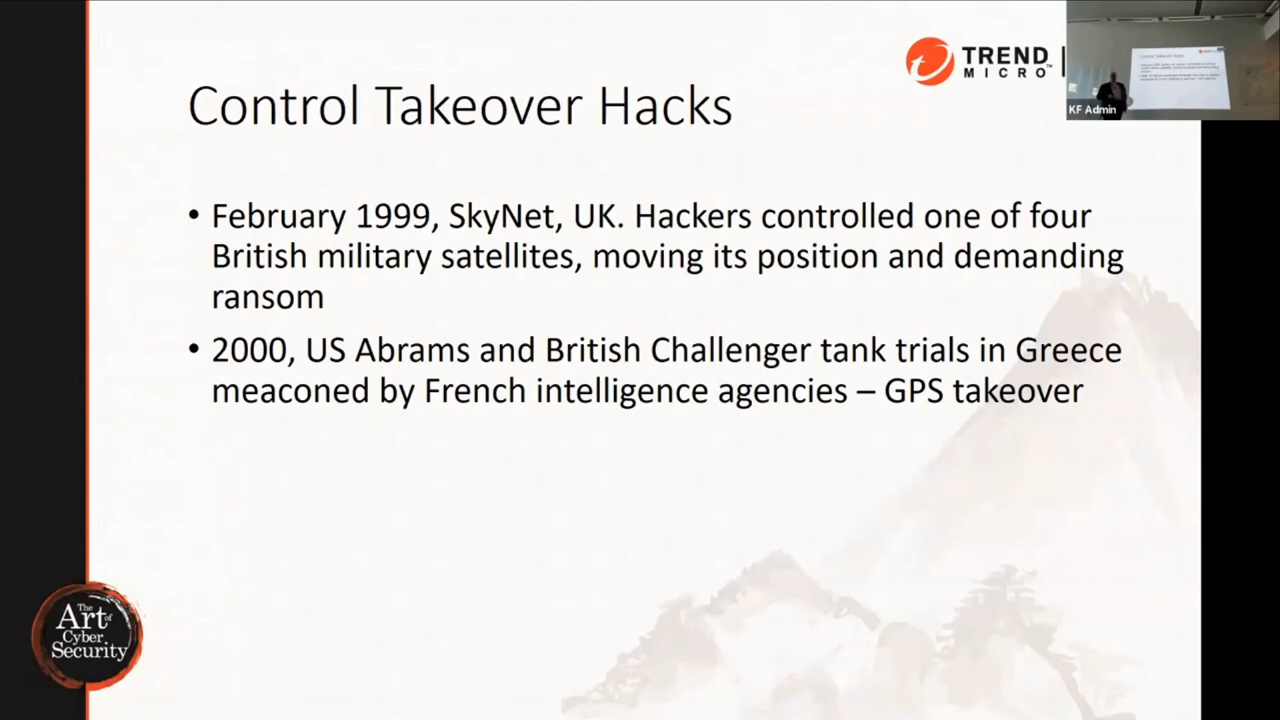 TREND
MICRO™
KF Admin
Control Takeover Hacks
• February 1999, SkyNet, UK. Hackers controlled one of four
British military satellites, moving its position and demanding
ransom
• 2000, US Abrams and British Challenger tank trials in Greece
meaconed by French intelligence agencies – GPS takeover
The
Art of
Cyber
Security